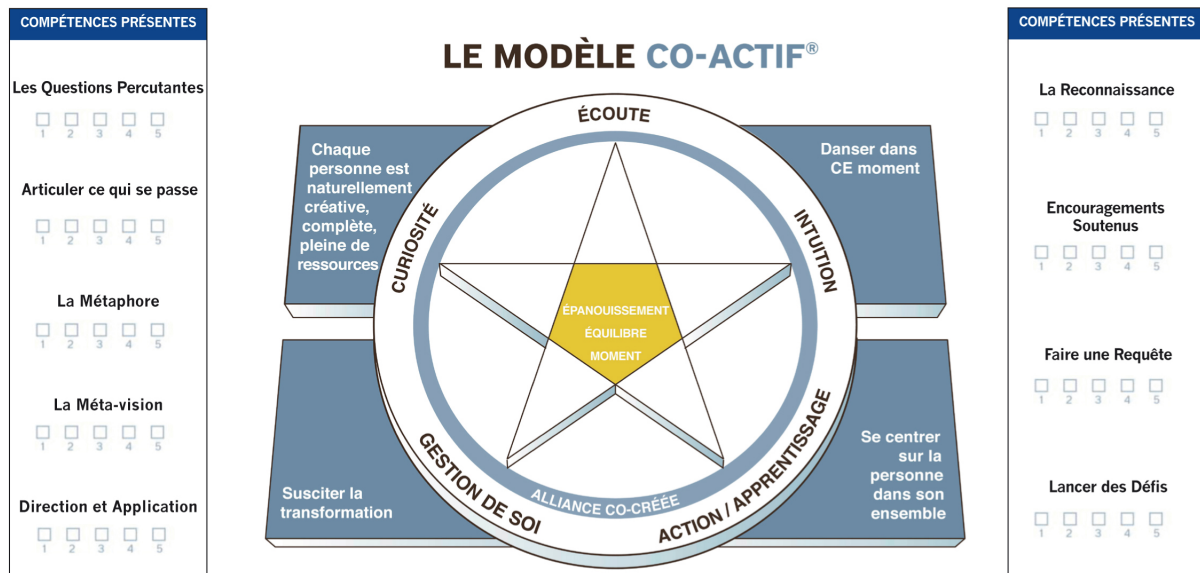 COMPÉTENCES PRÉSENTES
Les Questions Percutantes
1 2 3 4 5
Articuler ce qui se passe
1 2 3 4 5
La Métaphore
1 2 3 4 5
La Méta-vision
1 2 3 4 5
Direction et Application
1 2 3 4 5
LE MODÈLE CO-ACTIF®
ÉCOUTE
Chaque
personne est
naturellement
créative,
complète,
pleine de
ressources
Danser dans
CE moment
CURIOSITÉ
INTUITION
ÉPANOUISSEMENT
ÉQUILIBRE
MOMENT
Susciter la
transformation
GESTION DE SOI
ALLIANCE CO-CRÉÉE
ACTION / APPRENTISSAGE
Se centrer
sur la
personne
dans son
ensemble
COMPÉTENCES PRÉSENTES
La Reconnaissance
1 2 3 4 5
Encouragements
Soutenus
1 2 3 4 5
Faire une Requête
1 2 3 4 5
Lancer des Défis
1 2 3 4 5